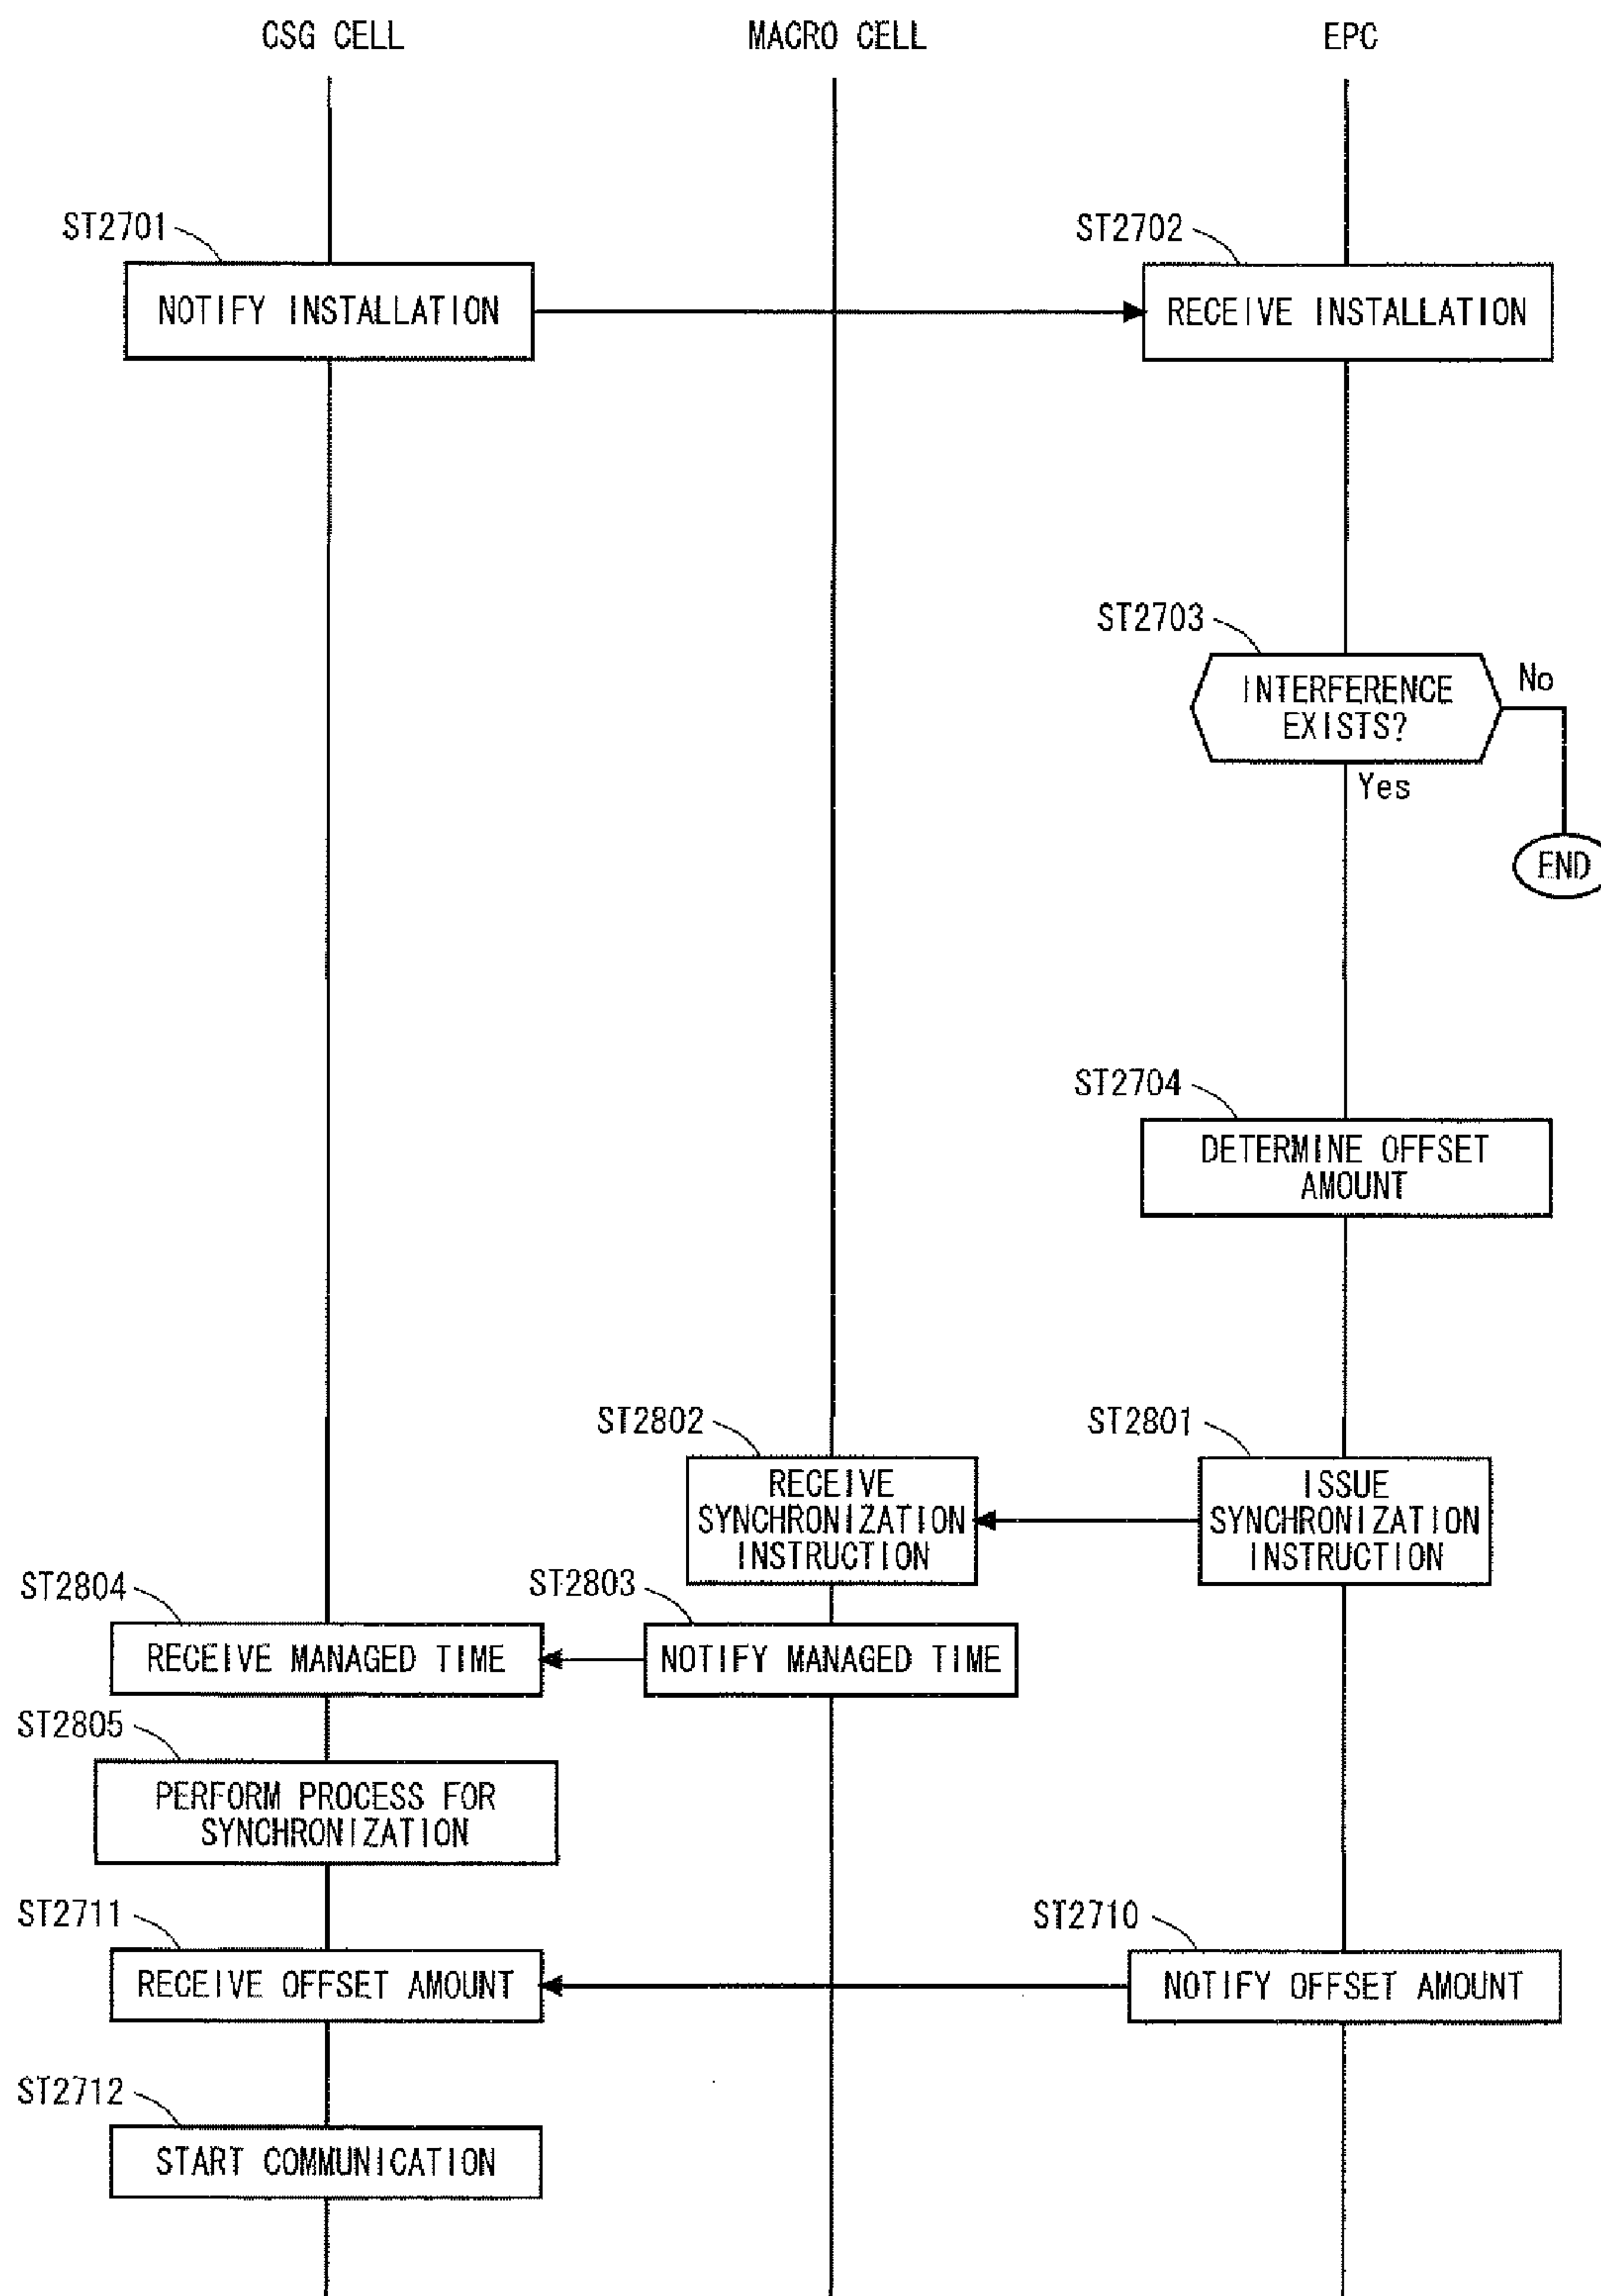 CSG CELL
MACRO CELL
EPC
ST2701
ST2702
NOTIFY INSTALLATION
RECEIVE INSTALLATION
ST2703
INTERFERENCE
EXISTS?
No
Yes
END
ST2704
DETERMINE OFFSET
AMOUNT
ST2802
ST2801
RECEIVE
SYNCHRONIZATION
INSTRUCTION
ISSUE
SYNCHRONIZATION
INSTRUCTION
ST2804
ST2803
RECEIVE MANAGED TIME
NOTIFY MANAGED TIME
ST2805
PERFORM PROCESS FOR
SYNCHRONIZATION
ST2711
ST2710
RECEIVE OFFSET AMOUNT
NOTIFY OFFSET AMOUNT
ST2712
START COMMUNICATION